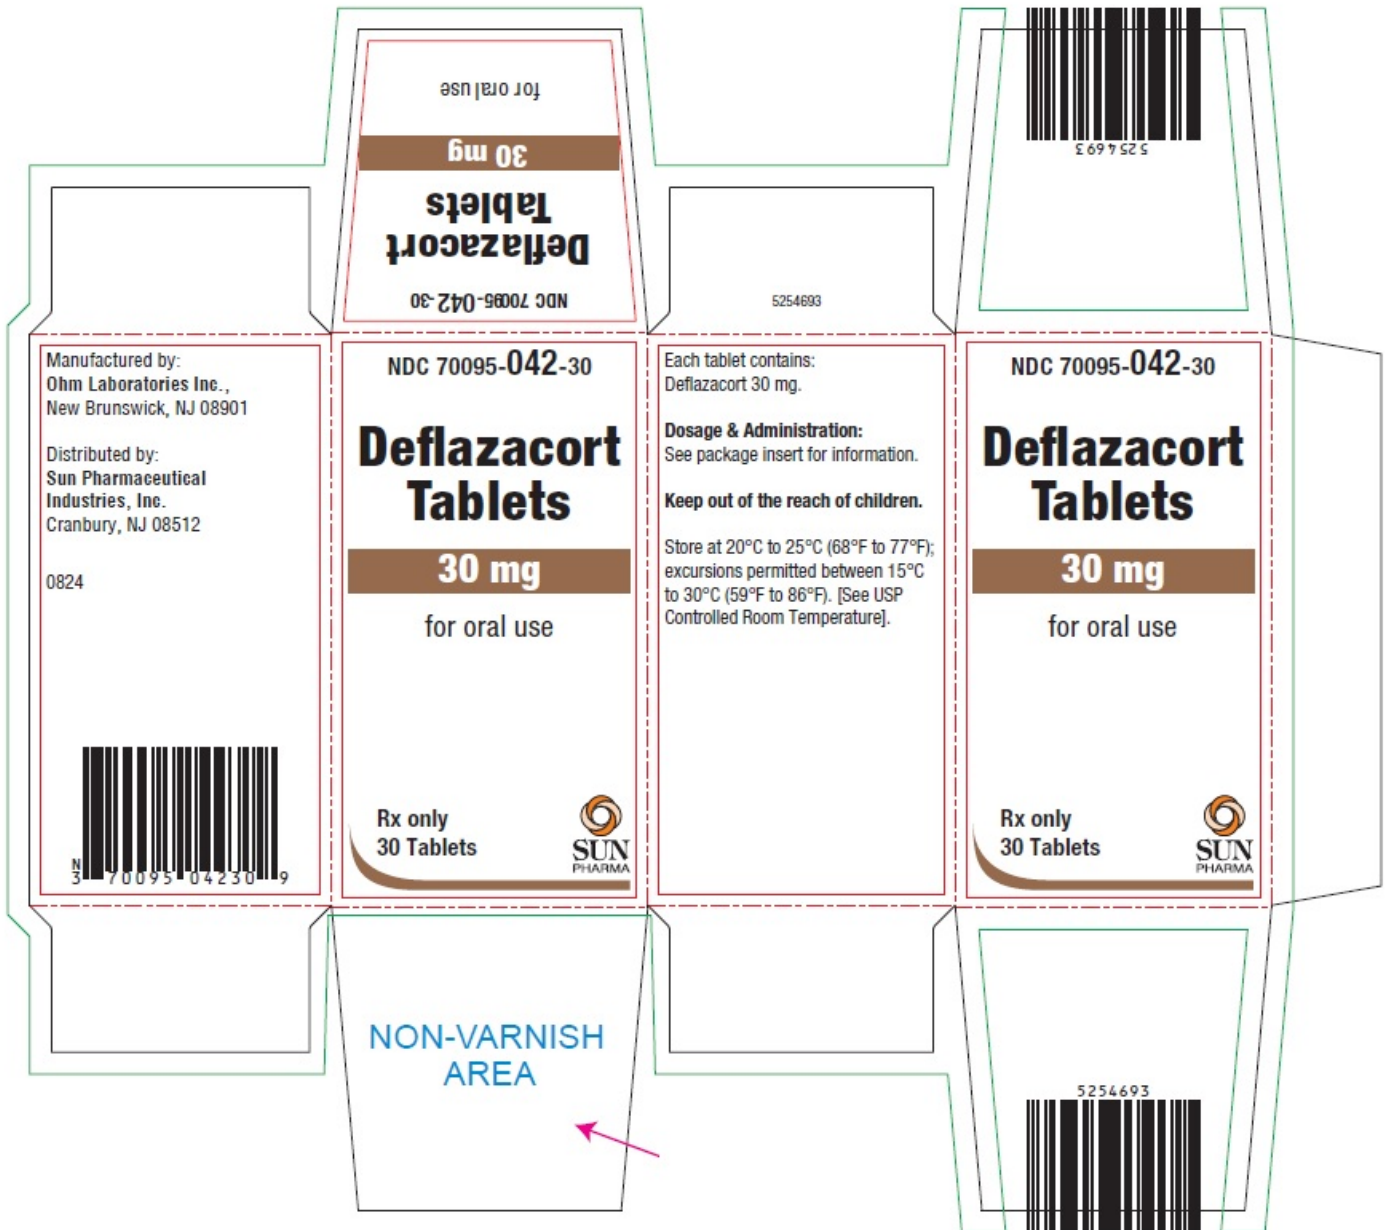 for oral use
30 mg
Deflazacort
Tablets
NDC 70095-042-30
5254693
5254693
Manufactured by:
Ohm Laboratories Inc.,
New Brunswick, NJ 08901
Distributed by:
Sun Pharmaceutical
Industries, Inc.
Cranbury, NJ 08512
0824
N
3 70095 04230 9
NDC 70095-042-30
Deflazacort
Tablets
30 mg
for oral use
Rx only
30 Tablets
SUN
PHARMA
Each tablet contains:
Deflazacort 30 mg.
Dosage & Administration:
See package insert for information.
Keep out of the reach of children.
Store at 20°C to 25°C (68°F to 77°F);
excursions permitted between 15°C
to 30°C (59°F to 86°F). [See USP
Controlled Room Temperature].
NDC 70095-042-30
Deflazacort
Tablets
30 mg
for oral use
Rx only
30 Tablets
SUN
PHARMA
NON-VARNISH
AREA
5254693